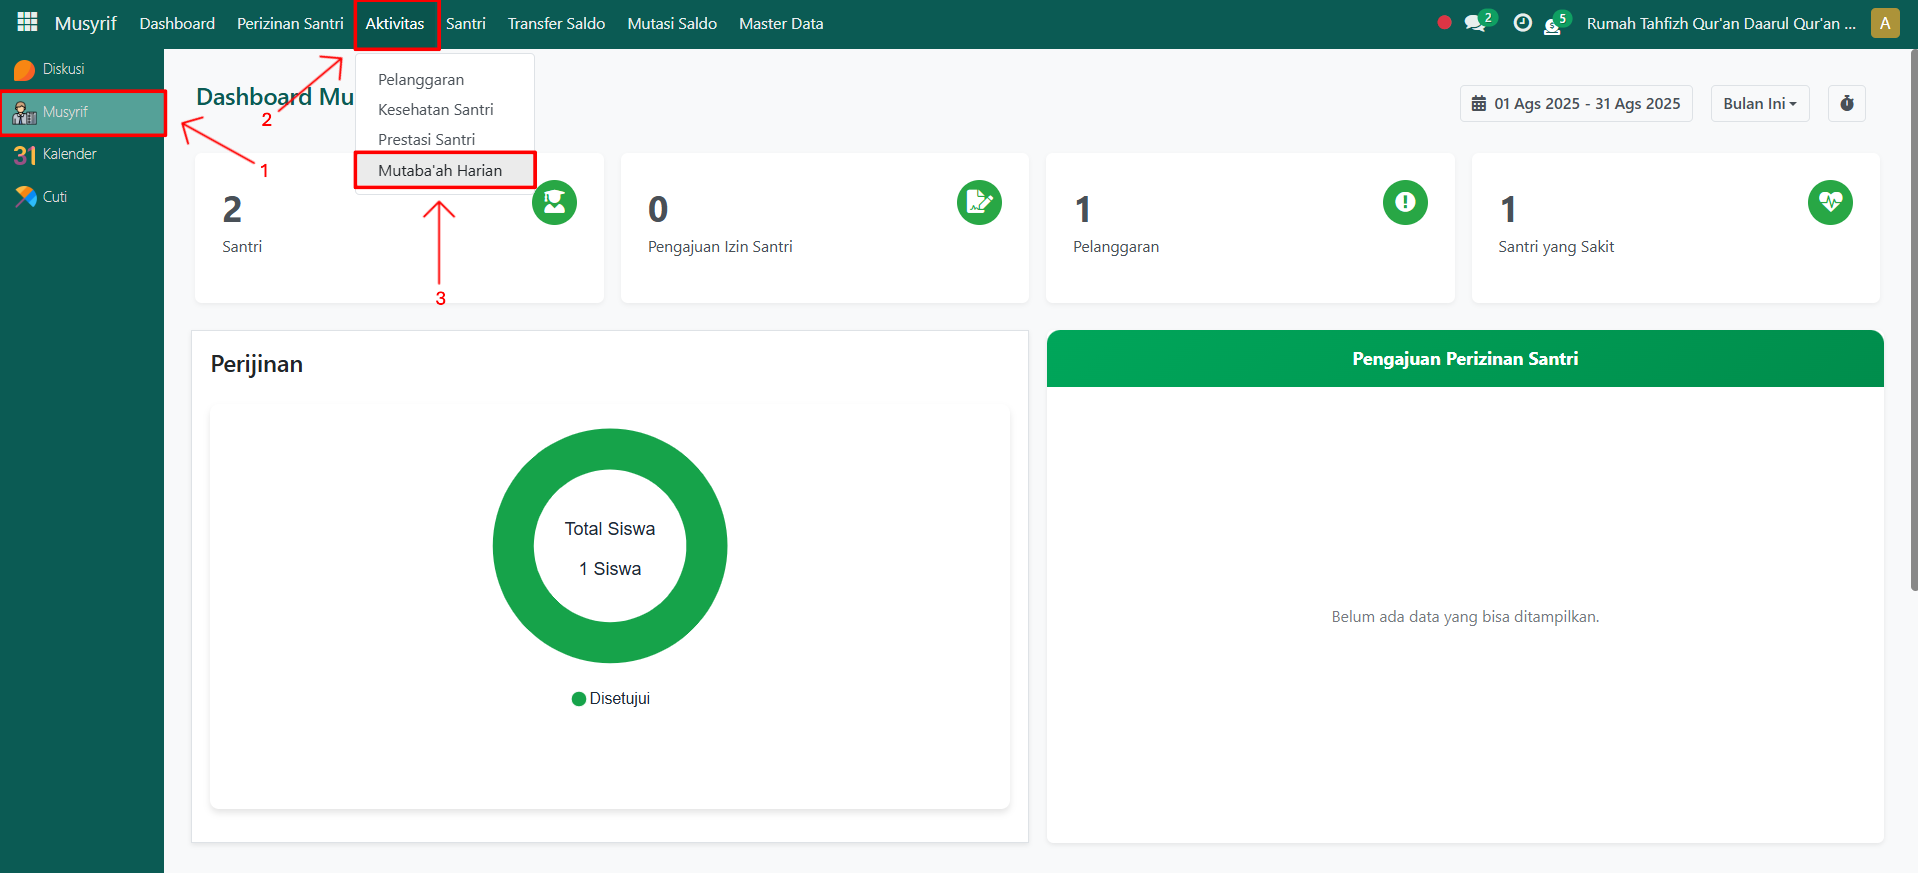 Musyrif Dashboard Perizinan Santri Aktivitas Santri Transfer Saldo Mutasi Saldo Master Data 2 5 Rumah Tahfizh Qur'an Daarul Qur'an ... A
Diskusi
Musyrif
31 Kalender
Cuti
1
2
3
Pelanggaran
Kesehatan Santri
Prestasi Santri
Mutaba'ah Harian
Dashboard Mu
01 Ags 2025 - 31 Ags 2025 Bulan Ini
2
Santri
0
Pengajuan Izin Santri
1
Pelanggaran
1
Santri yang Sakit
Perijinan
Total Siswa
1 Siswa
Disetujui
Pengajuan Perizinan Santri
Belum ada data yang bisa ditampilkan.